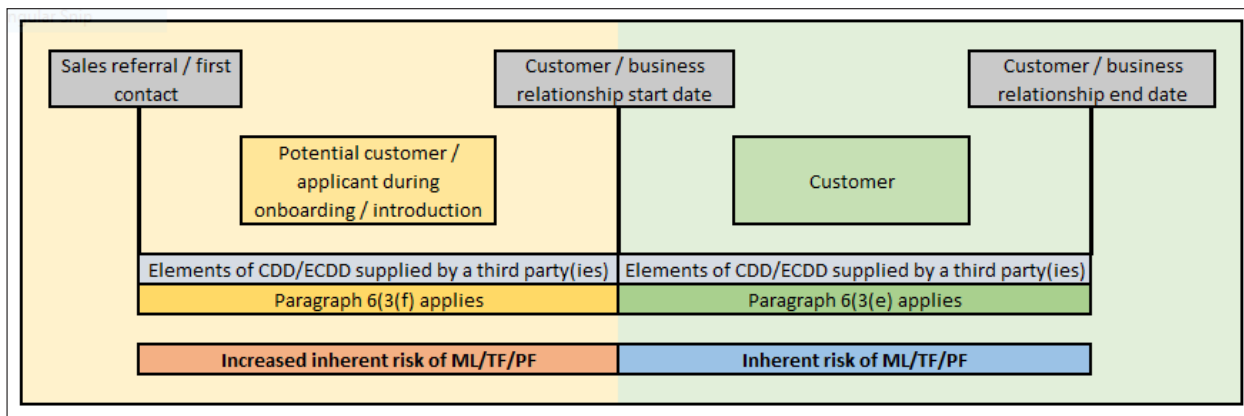 Sales referral / first
contact
Customer / business
relationship start date
Customer / business
relationship end date
Potential customer /
applicant during
onboarding / introduction
Customer
Elements of CDD/ECDD supplied by a third party(ies)
Elements of CDD/ECDD supplied by a third party(ies)
Paragraph 6(3(f) applies
Paragraph 6(3(e) applies
Increased inherent risk of ML/TF/PF
Inherent risk of ML/TF/PF